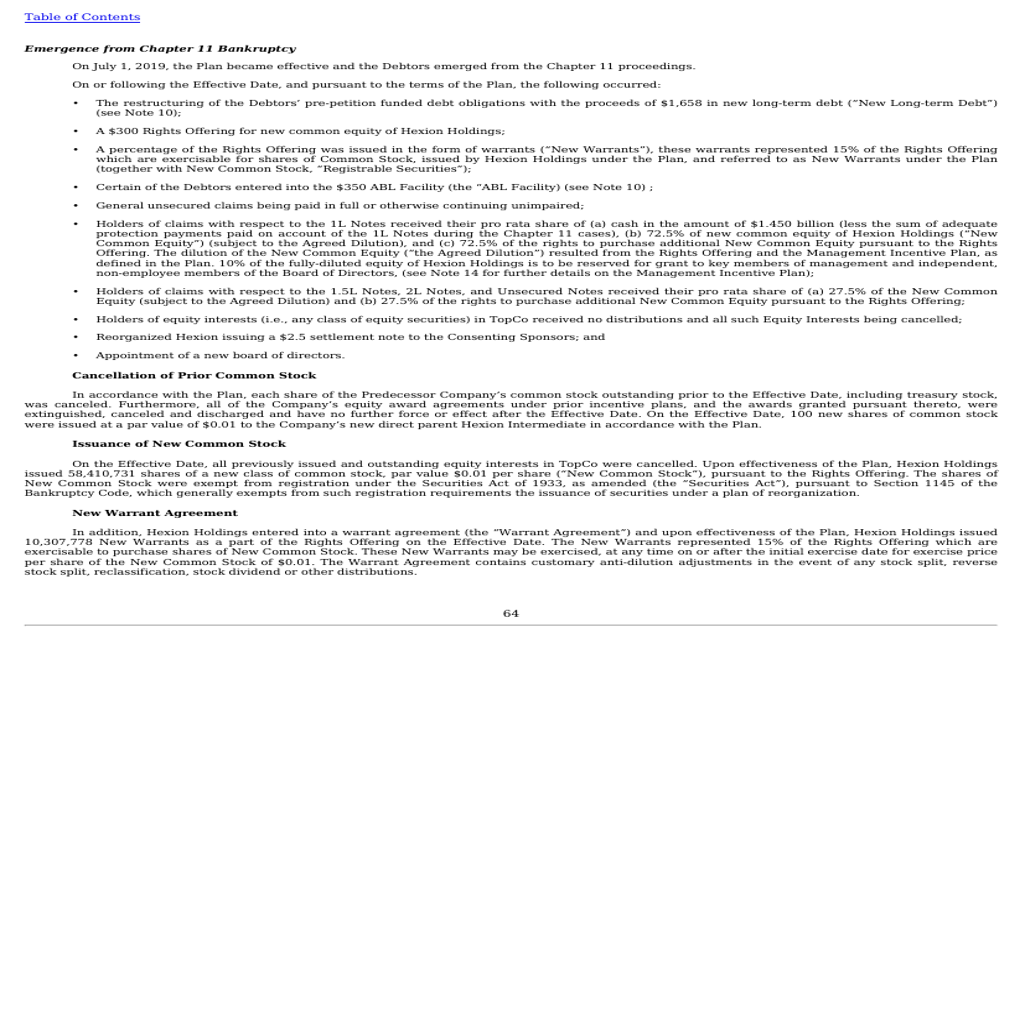 Table of Contents
Emergence from Chapter 11 Bankruptcy
On July 1, 2019, the Plan became effective and the Debtors emerged from the Chapter 11 proceedings.
On or following the Effective Date, and pursuant to the terms of the Plan, the following occurred:
• The restructuring of the Debtors’ pre-petition funded debt obligations with the proceeds of $1,658 in new long-term debt (“New Long-term Debt”)
(see Note 10);
• A $300 Rights Offering for new common equity of Hexion Holdings;
• A percentage of the Rights Offering was issued in the form of warrants (“New Warrants”), these warrants represented 15% of the Rights Offering
which are exercisable for shares of Common Stock, issued by Hexion Holdings under the Plan, and referred to as New Warrants under the Plan
(together with New Common Stock, “Registrable Securities”);
• Certain of the Debtors entered into the $350 ABL Facility (the “ABL Facility) (see Note 10) ;
• General unsecured claims being paid in full or otherwise continuing unimpaired;
• Holders of claims with respect to the 1L Notes received their pro rata share of (a) cash in the amount of $1.450 billion (less the sum of adequate
protection payments paid on account of the 1L Notes during the Chapter 11 cases), (b) 72.5% of new common equity of Hexion Holdings (“New
Common Equity”) (subject to the Agreed Dilution), and (c) 72.5% of the rights to purchase additional New Common Equity pursuant to the Rights
Offering. The dilution of the New Common Equity (“the Agreed Dilution”) resulted from the Rights Offering and the Management Incentive Plan, as
defined in the Plan. 10% of the fully-diluted equity of Hexion Holdings is to be reserved for grant to key members of management and independent,
non-employee members of the Board of Directors, (see Note 14 for further details on the Management Incentive Plan);
• Holders of claims with respect to the 1.5L Notes, 2L Notes, and Unsecured Notes received their pro rata share of (a) 27.5% of the New Common
Equity (subject to the Agreed Dilution) and (b) 27.5% of the rights to purchase additional New Common Equity pursuant to the Rights Offering;
• Holders of equity interests (i.e., any class of equity securities) in TopCo received no distributions and all such Equity Interests being cancelled;
• Reorganized Hexion issuing a $2.5 settlement note to the Consenting Sponsors; and
• Appointment of a new board of directors.
Cancellation of Prior Common Stock
In accordance with the Plan, each share of the Predecessor Company’s common stock outstanding prior to the Effective Date, including treasury stock,
was canceled. Furthermore, all of the Company’s equity award agreements under prior incentive plans, and the awards granted pursuant thereto, were
extinguished, canceled and discharged and have no further force or effect after the Effective Date. On the Effective Date, 100 new shares of common stock
were issued at a par value of $0.01 to the Company’s new direct parent Hexion Intermediate in accordance with the Plan.
Issuance of New Common Stock
On the Effective Date, all previously issued and outstanding equity interests in TopCo were cancelled. Upon effectiveness of the Plan, Hexion Holdings
issued 58,410,731 shares of a new class of common stock, par value $0.01 per share (“New Common Stock”), pursuant to the Rights Offering. The shares of
New Common Stock were exempt from registration under the Securities Act of 1933, as amended (the “Securities Act”), pursuant to Section 1145 of the
Bankruptcy Code, which generally exempts from such registration requirements the issuance of securities under a plan of reorganization.
New Warrant Agreement
In addition, Hexion Holdings entered into a warrant agreement (the “Warrant Agreement”) and upon effectiveness of the Plan, Hexion Holdings issued
10,307,778 New Warrants as a part of the Rights Offering on the Effective Date. The New Warrants represented 15% of the Rights Offering which are
exercisable to purchase shares of New Common Stock. These New Warrants may be exercised, at any time on or after the initial exercise date for exercise price
per share of the New Common Stock of $0.01. The Warrant Agreement contains customary anti-dilution adjustments in the event of any stock split, reverse
stock split, reclassification, stock dividend or other distributions.
64